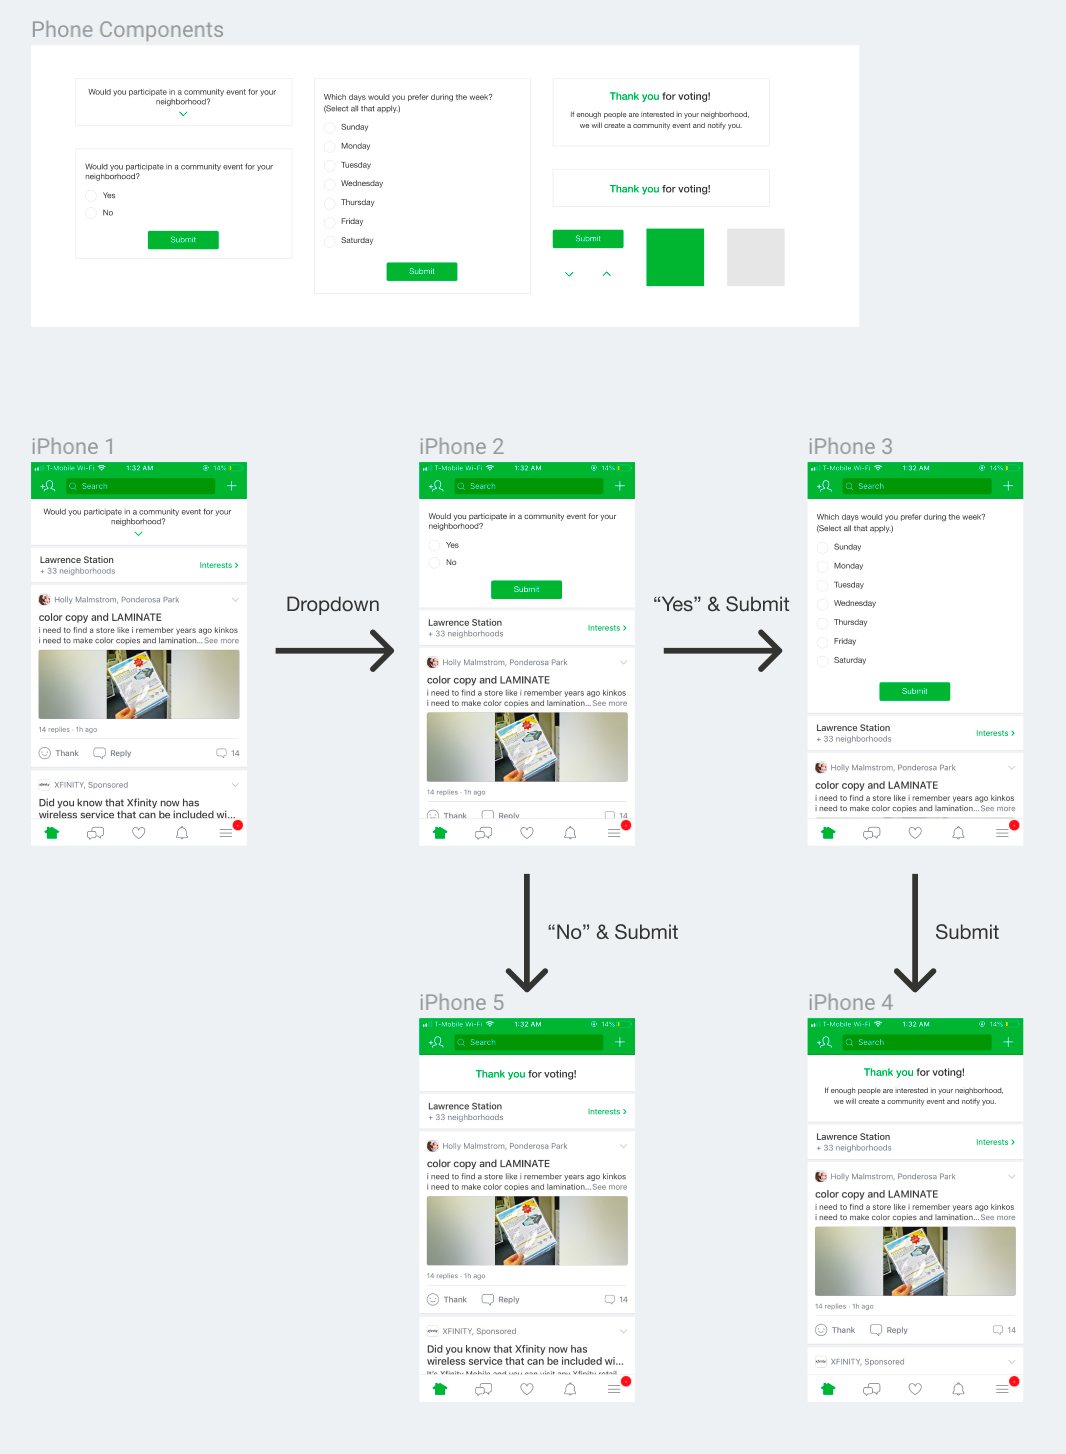 Phone Components
Would you participate in a community event for your
neighborhood?
Would you participate in a community event for your
neighborhood?
Yes
No
Submit
Which days would you prefer during the week?
(Select all that apply.)
Sunday
Monday
Tuesday
Wednesday
Thursday
Friday
Saturday
Submit
Thank you for voting!
If enough people are interested in your neighborhood,
we will create a community event and notify you.
Thank you for voting!
Submit
iPhone 1
T-Mobile Wi-Fi 1:32 AM 14%
Search
Would you participate in a community event for your
neighborhood?
Lawrence Station
+ 33 neighborhoods
Interests >
Holly Malmstrom, Ponderosa Park
color copy and LAMINATE
i need to find a store like i remember years ago kinkos
i need to make color copies and lamination... See more
14 replies · 1h ago
Thank Reply 14
XFINITY, Sponsored
Did you know that Xfinity now has
wireless service that can be included wi...
Dropdown
iPhone 2
T-Mobile Wi-Fi 1:32 AM 14%
Search
Would you participate in a community event for your
neighborhood?
Yes
No
Submit
Lawrence Station
+ 33 neighborhoods
Interests >
Holly Malmstrom, Ponderosa Park
color copy and LAMINATE
i need to find a store like i remember years ago kinkos
i need to make color copies and lamination... See more
14 replies · 1h ago
Thank Reply 14
“Yes” & Submit
iPhone 3
T-Mobile Wi-Fi 1:32 AM 14%
Search
Which days would you prefer during the week?
(Select all that apply.)
Sunday
Monday
Tuesday
Wednesday
Thursday
Friday
Saturday
Submit
Lawrence Station
+ 33 neighborhoods
Interests >
Holly Malmstrom, Ponderosa Park
color copy and LAMINATE
i need to find a store like i remember years ago kinkos
i need to make color copies and lamination... See more
“No” & Submit
Submit
iPhone 5
T-Mobile Wi-Fi 1:32 AM 14%
Search
Thank you for voting!
Lawrence Station
+ 33 neighborhoods
Interests >
Holly Malmstrom, Ponderosa Park
color copy and LAMINATE
i need to find a store like i remember years ago kinkos
i need to make color copies and lamination... See more
14 replies · 1h ago
Thank Reply 14
XFINITY, Sponsored
Did you know that Xfinity now has
wireless service that can be included wi...
It's Xfinity Mobile and you can visit any Xfinity retail
iPhone 4
T-Mobile Wi-Fi 1:32 AM 14%
Search
Thank you for voting!
If enough people are interested in your neighborhood,
we will create a community event and notify you.
Lawrence Station
+ 33 neighborhoods
Interests >
Holly Malmstrom, Ponderosa Park
color copy and LAMINATE
i need to find a store like i remember years ago kinkos
i need to make color copies and lamination... See more
14 replies · 1h ago
Thank Reply 14
XFINITY, Sponsored